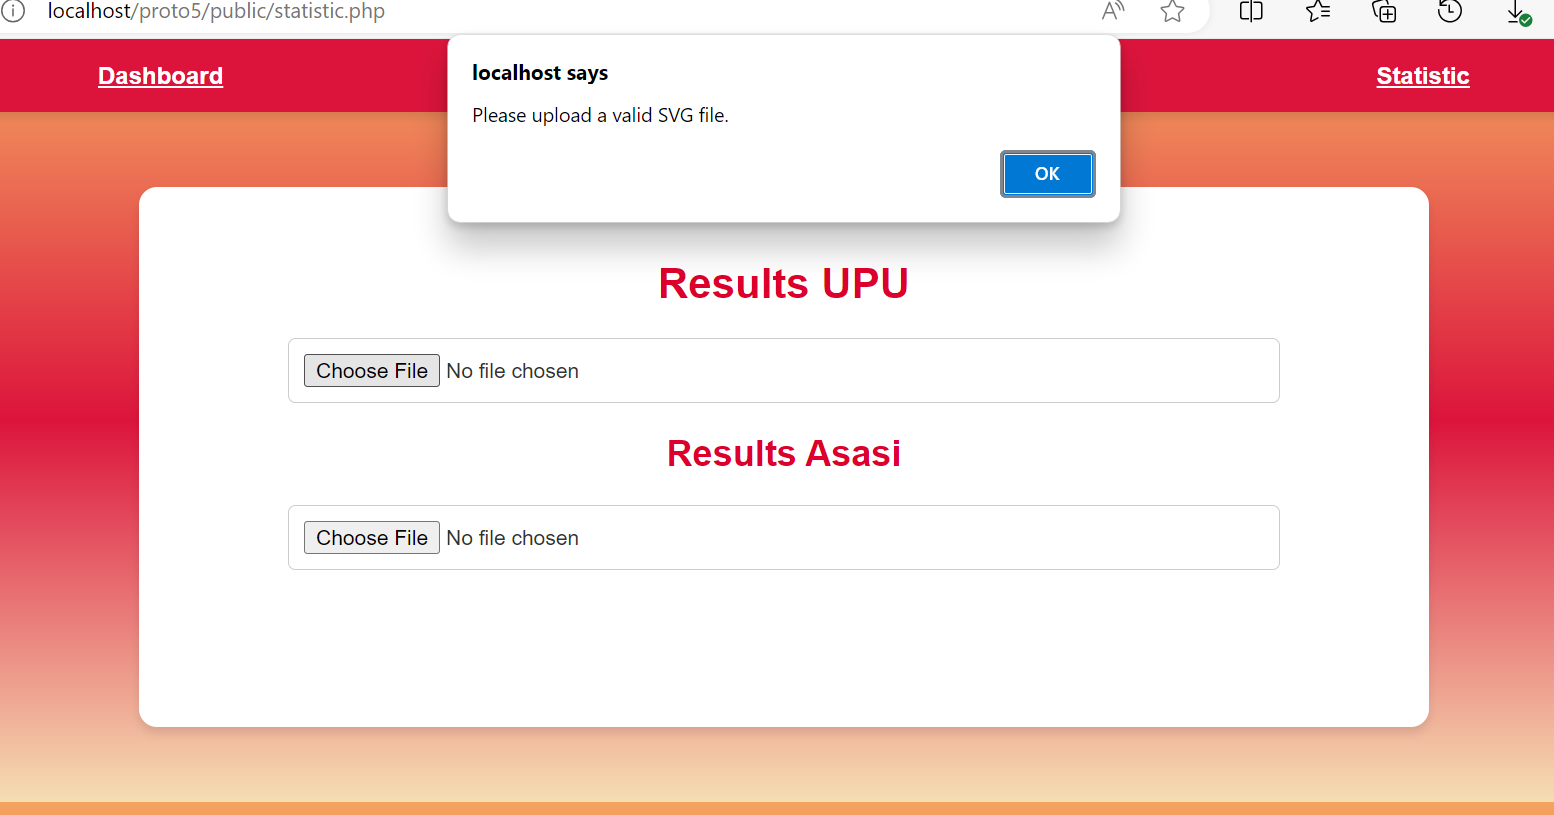 localhost/proto5/public/statistic.php
Dashboard
Statistic
localhost says
Please upload a valid SVG file.
OK
Results UPU
Choose File No file chosen
Results Asasi
Choose File No file chosen